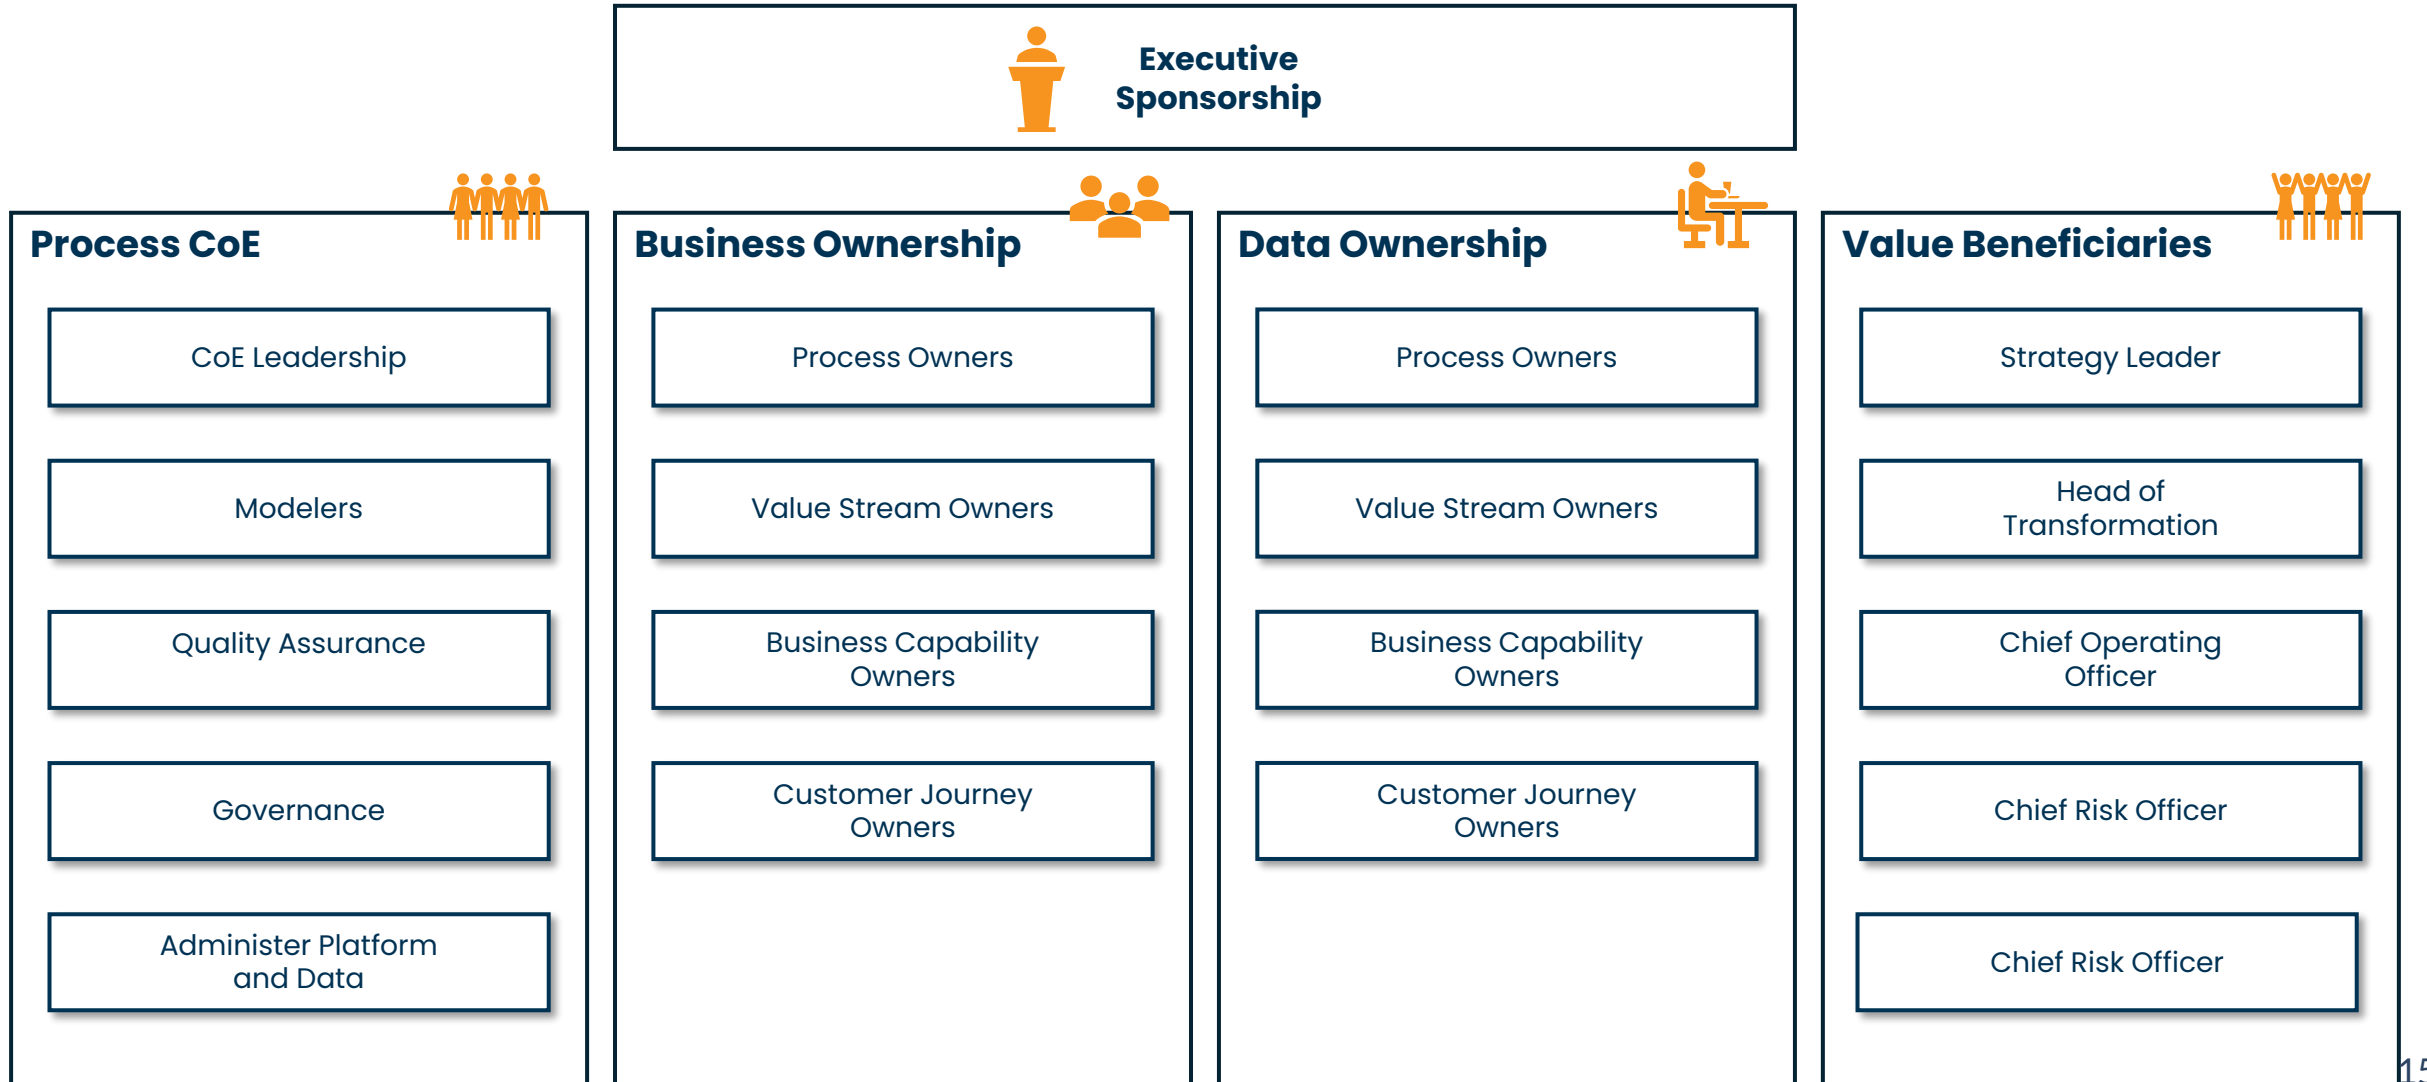 Executive
Sponsorship
Process CoE
CoE Leadership
Modelers
Quality Assurance
Governance
Administer Platform
and Data
Business Ownership
Process Owners
Value Stream Owners
Business Capability
Owners
Customer Journey
Owners
Data Ownership
Process Owners
Value Stream Owners
Business Capability
Owners
Customer Journey
Owners
Value Beneficiaries
Strategy Leader
Head of
Transformation
Chief Operating
Officer
Chief Risk Officer
Chief Risk Officer
15